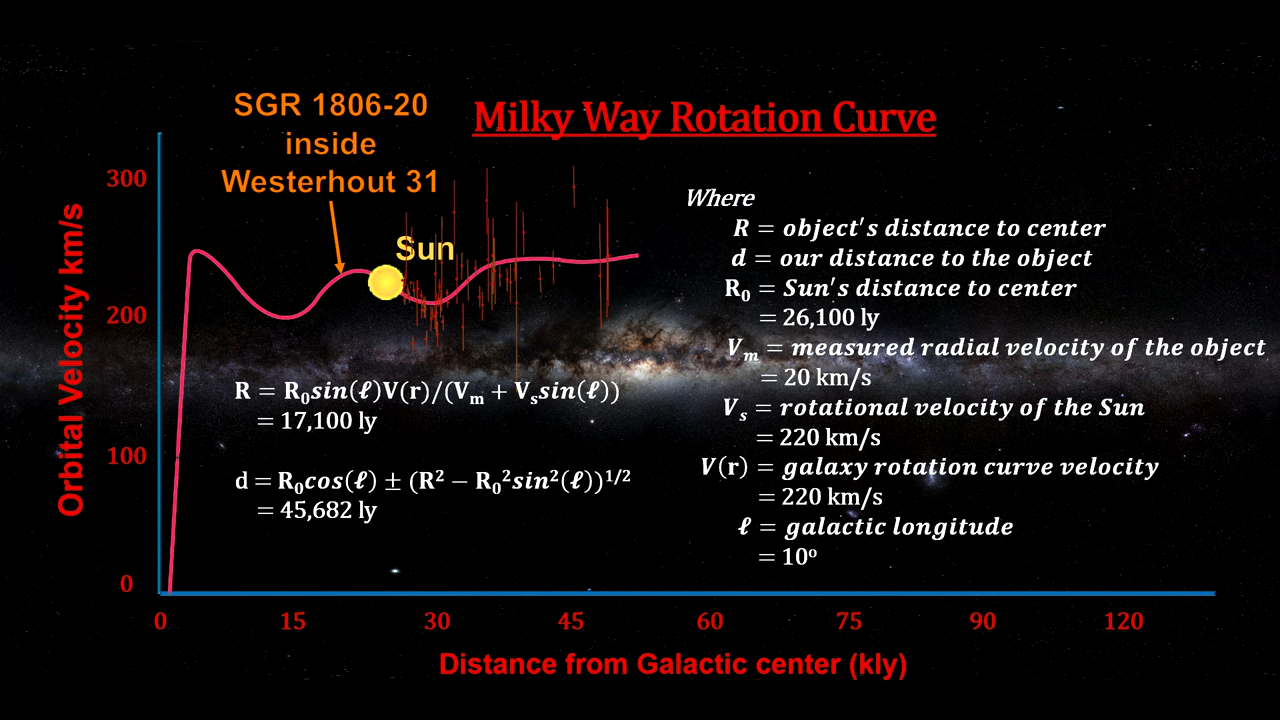 SGR 1806-20
inside
Westerhout 31
Milky Way Rotation Curve
Sun
Orbital Velocity km/s
300
200
100
0
R = R₀sin(ℓ)V(r)/(Vₘ + Vₛsin(ℓ))
= 17,100 ly
d = R₀cos(ℓ) ± (R² − R₀²sin²(ℓ))¹ᐟ²
= 45,682 ly
Where
R = object's distance to center
d = our distance to the object
R₀ = Sun's distance to center
= 26,100 ly
Vₘ = measured radial velocity of the object
= 20 km/s
Vₛ = rotational velocity of the Sun
= 220 km/s
V(r) = galaxy rotation curve velocity
= 220 km/s
ℓ = galactic longitude
= 10º
0 15 30 45 60 75 90 120
Distance from Galactic center (kly)